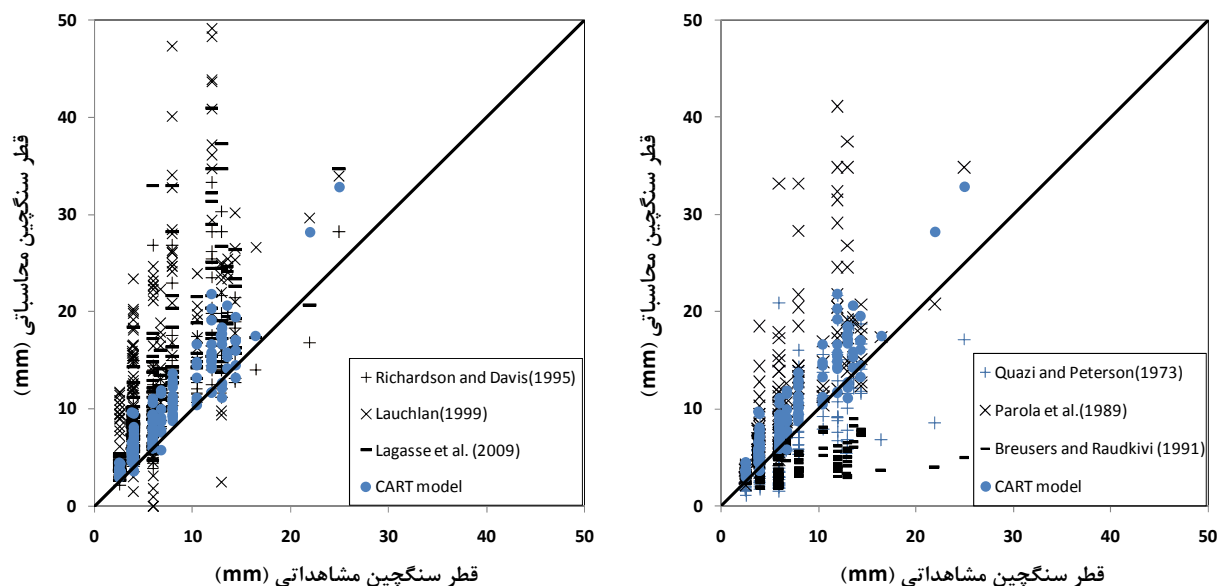 50
40
30
20
10
0
قطر سنگچین محاسباتی (mm)
Richardson and Davis(1995)
Lauchlan(1999)
Lagasse et al. (2009)
CART model
0 10 20 30 40 50
قطر سنگچین مشاهداتی (mm)
50
40
30
20
10
0
قطر سنگچین محاسباتی (mm)
Quazi and Peterson(1973)
Parola et al.(1989)
Breusers and Raudkivi (1991)
CART model
0 10 20 30 40 50
قطر سنگچین مشاهداتی (mm)